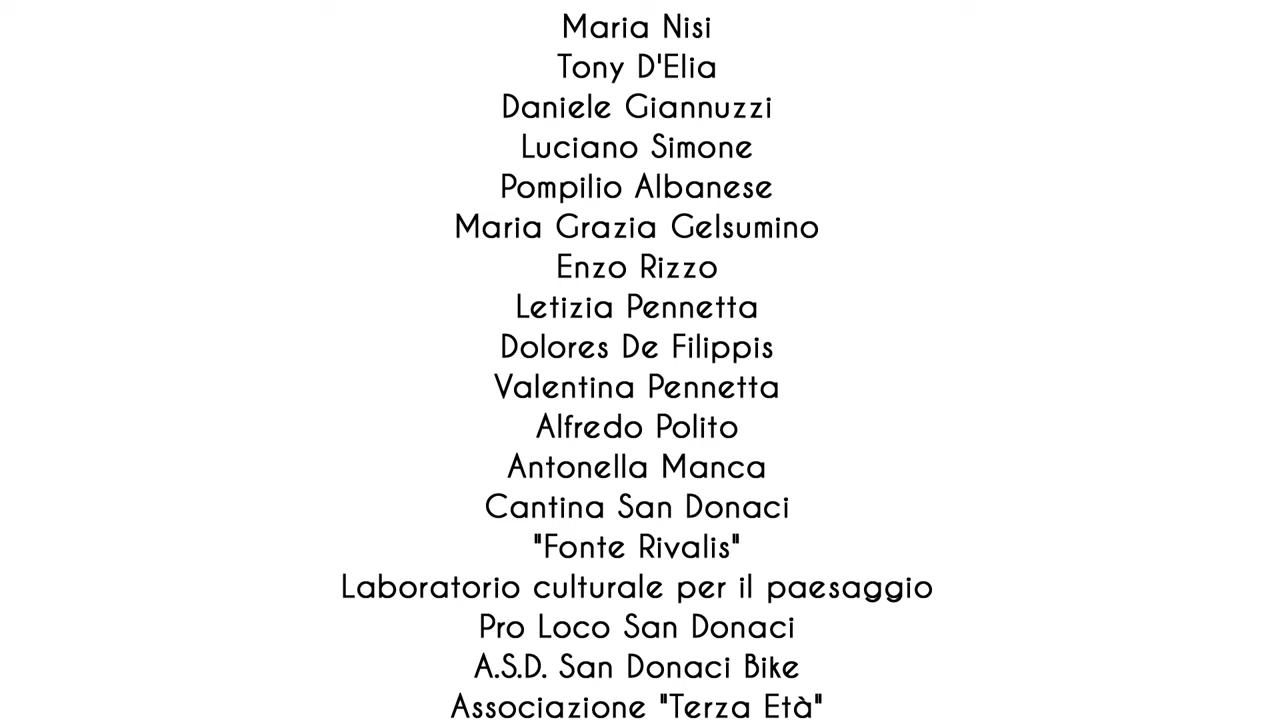 Maria Nisi
Tony D'Elia
Daniele Giannuzzi
Luciano Simone
Pompilio Albanese
Maria Grazia Gelsumino
Enzo Rizzo
Letizia Pennetta
Dolores De Filippis
Valentina Pennetta
Alfredo Polito
Antonella Manca
Cantina San Donaci
"Fonte Rivalis"
Laboratorio culturale per il paesaggio
Pro Loco San Donaci
A.S.D. San Donaci Bike
Associazione "Terza Età"